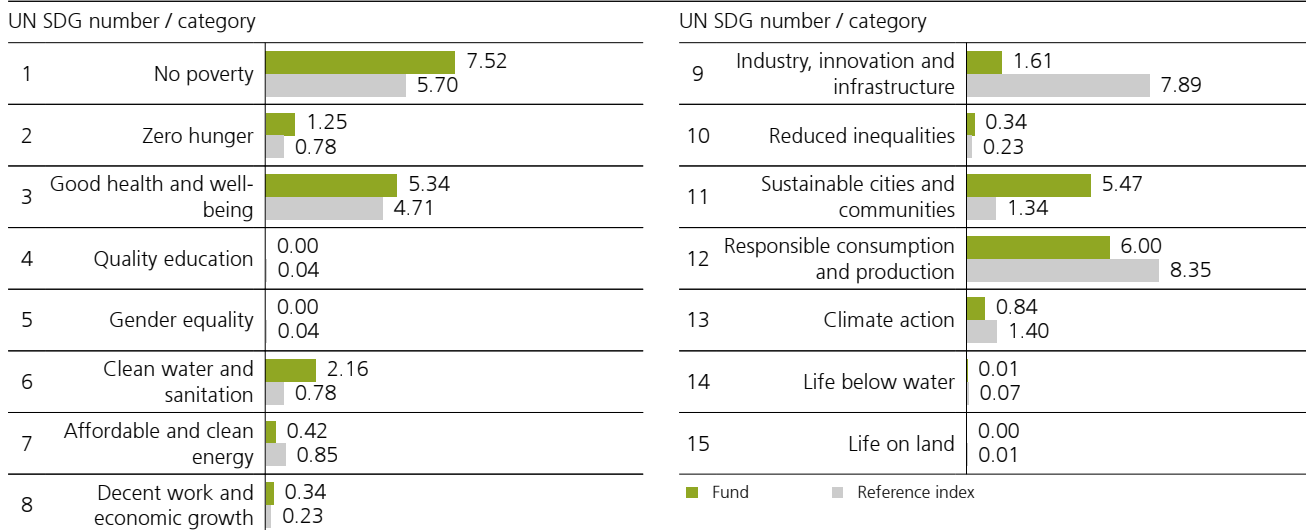 UN SDG number / category
1
No poverty
7.52
5.70
2
Zero hunger
1.25
0.78
3
Good health and well-
being
5.34
4.71
4
Quality education
0.00
0.04
5
Gender equality
0.00
0.04
6
Clean water and
sanitation
2.16
0.78
7
Affordable and clean
energy
0.42
0.85
8
Decent work and
economic growth
0.34
0.23
UN SDG number / category
9
Industry, innovation and
infrastructure
1.61
7.89
10
Reduced inequalities
0.34
0.23
11
Sustainable cities and
communities
5.47
1.34
12
Responsible consumption
and production
6.00
8.35
13
Climate action
0.84
1.40
14
Life below water
0.01
0.07
15
Life on land
0.00
0.01
Fund
Reference index